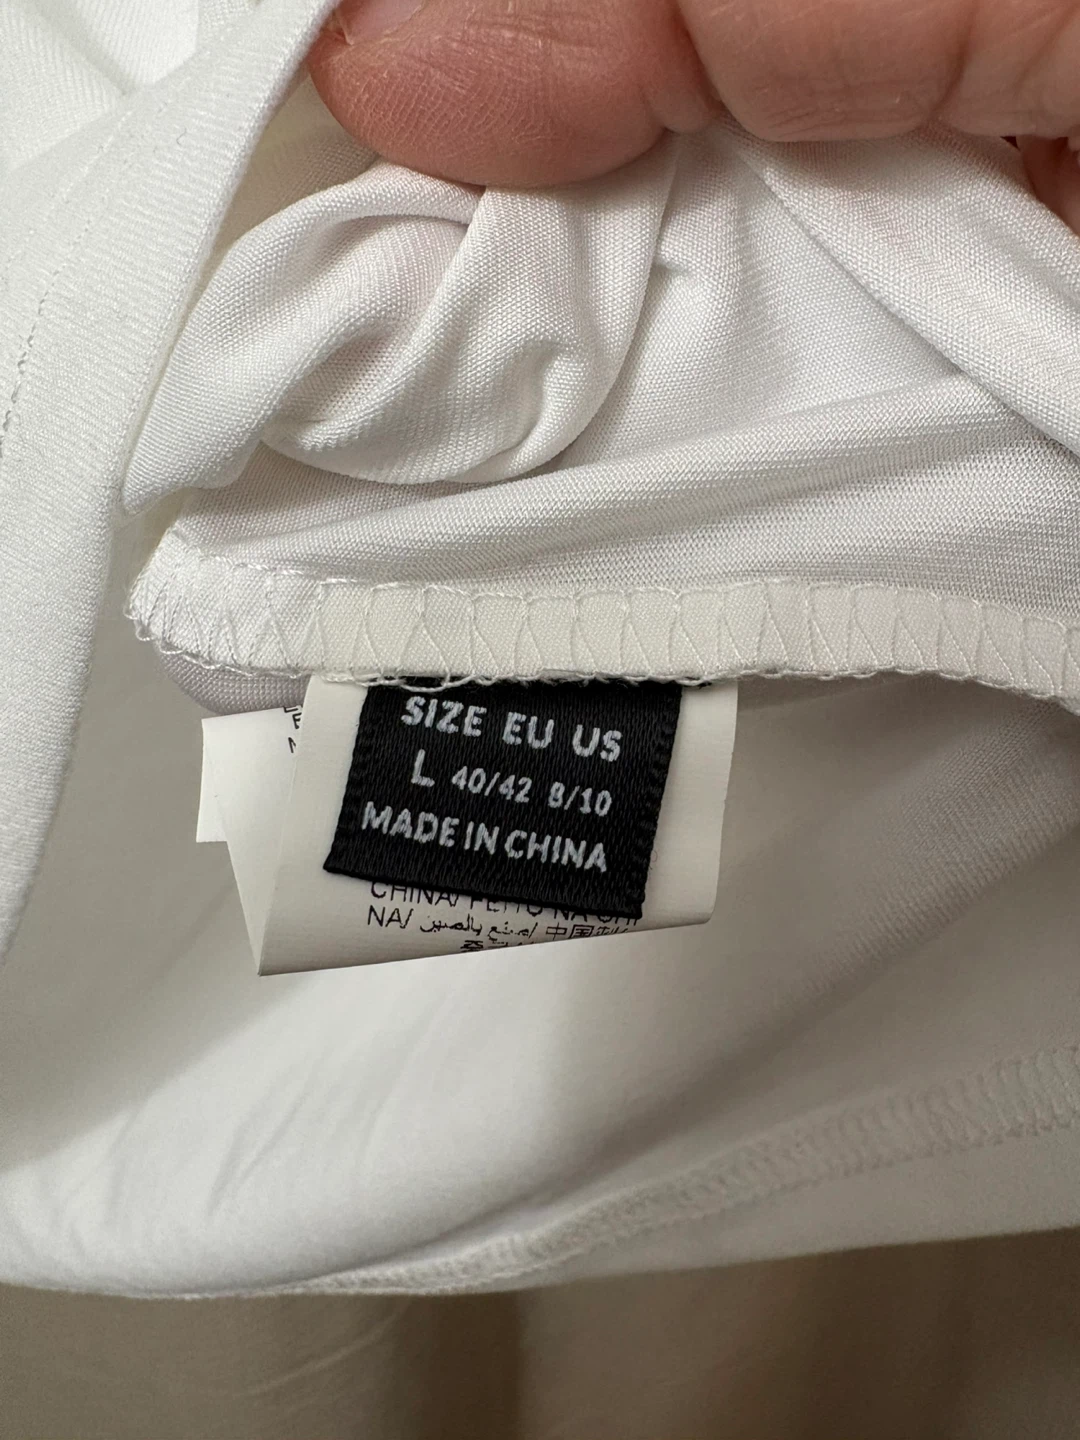 SIZE EU US
L 40/42 8/10
MADE IN CHINA
CHINA/ FEITO NA CHI
NA/ صنع بالصين/ 中国制